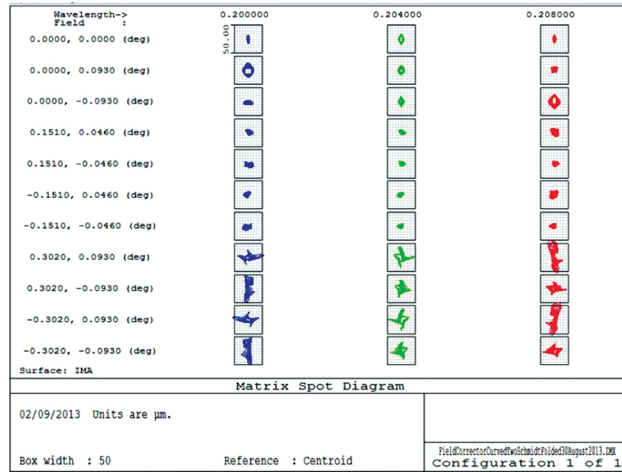 Wavelength-> 0.200000 0.204000 0.208000
Field :
50.00
0.0000, 0.0000 (deg)
0.0000, 0.0930 (deg)
0.0000, -0.0930 (deg)
0.1510, 0.0460 (deg)
0.1510, -0.0460 (deg)
-0.1510, 0.0460 (deg)
-0.1510, -0.0460 (deg)
0.3020, 0.0930 (deg)
0.3020, -0.0930 (deg)
-0.3020, 0.0930 (deg)
-0.3020, -0.0930 (deg)
Surface: IMA
Matrix Spot Diagram
02/09/2013 Units are µm.
Box width : 50 Reference : Centroid
FieldCorrectorCurvedTwoSchmidtFolded30August2013.ZMX
Configuration 1 of 1